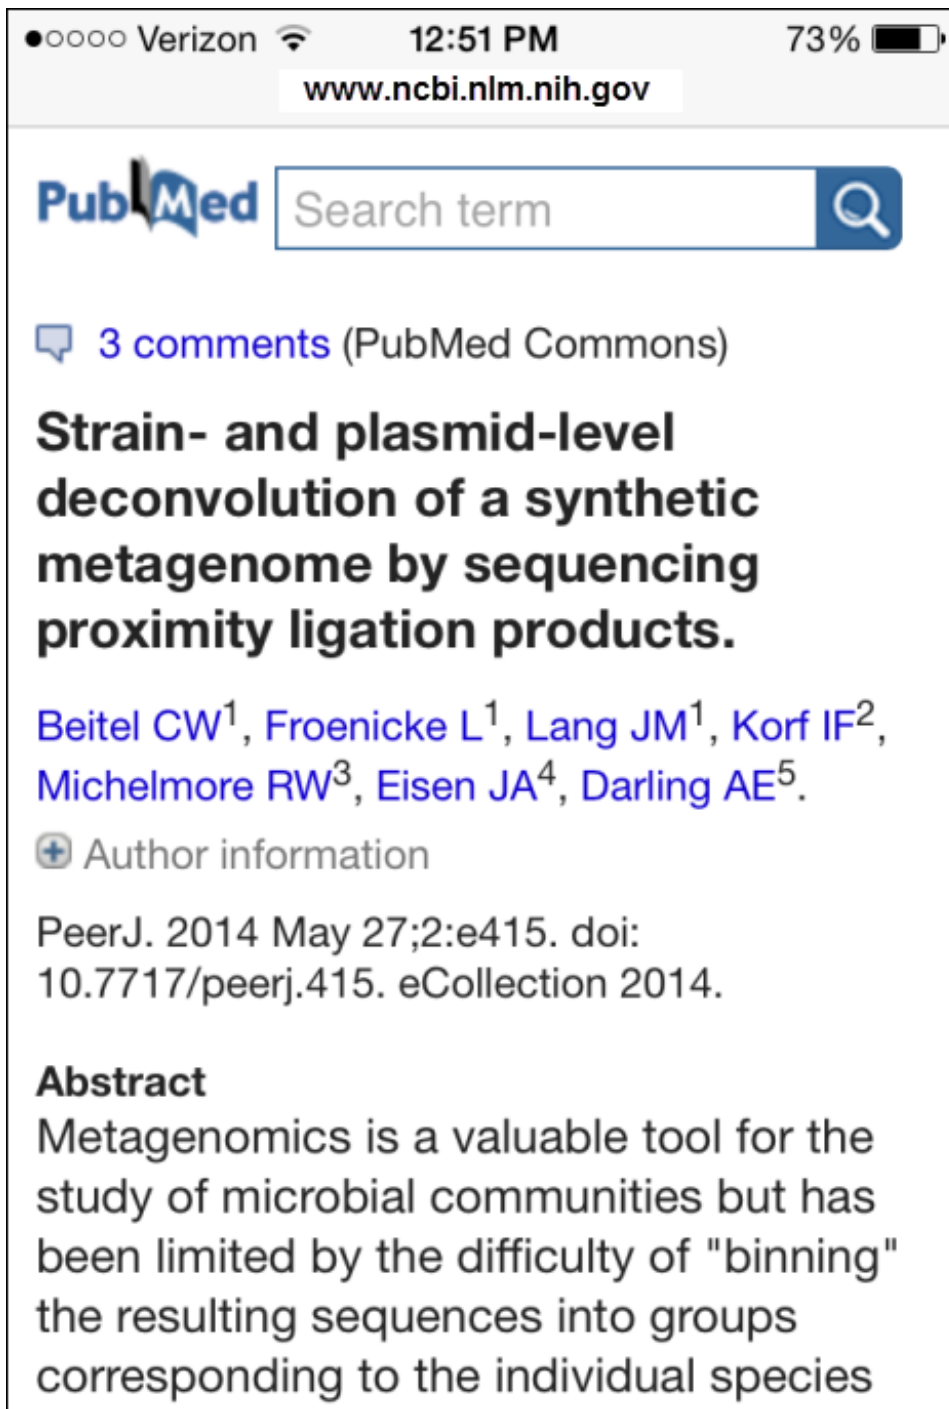 Verizon 12:51 PM 73%
www.ncbi.nlm.nih.gov
PubMed Search term
3 comments (PubMed Commons)
Strain- and plasmid-level
deconvolution of a synthetic
metagenome by sequencing
proximity ligation products.
Beitel CW1, Froenicke L1, Lang JM1, Korf IF2,
Michelmore RW3, Eisen JA4, Darling AE5.
Author information
PeerJ. 2014 May 27;2:e415. doi:
10.7717/peerj.415. eCollection 2014.
Abstract
Metagenomics is a valuable tool for the
study of microbial communities but has
been limited by the difficulty of "binning"
the resulting sequences into groups
corresponding to the individual species